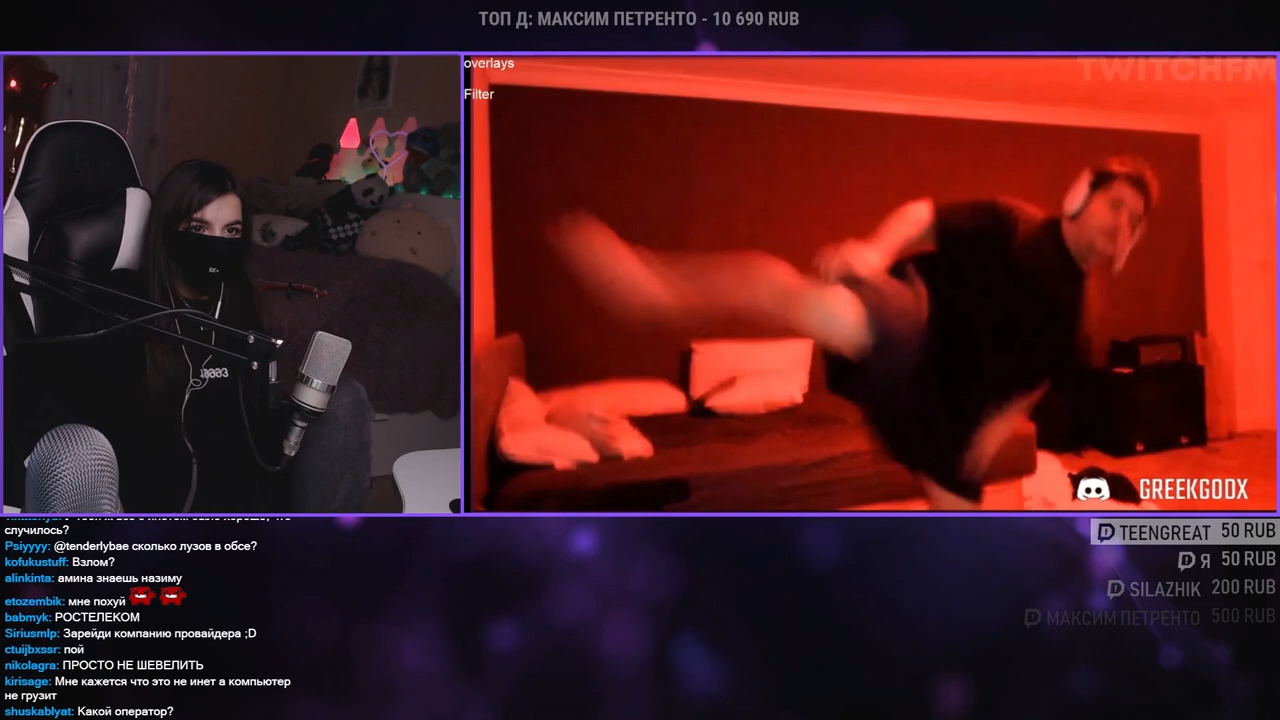 ТОП Д: МАКСИМ ПЕТРЕНТО - 10 690 RUB
overlays
TWITCHFM
Filter
GREEKGODX
случилось?
Psiyyyy: @tenderlybae сколько лузов в обсе?
kofukustuff: Взлом?
alinkinta: амина знаешь назиму
etozembik: мне похуй
babmyk: РОСТЕЛЕКОМ
Siriusmlp: Зарейди компанию провайдера ;D
ctuijbxssr: пой
nikolagra: ПРОСТО НЕ ШЕВЕЛИТЬ
kirisage: Мне кажется что это не инет а компьютер
не грузит
shuskablyat: Какой оператор?
TEENGREAT 50 RUB
Я 50 RUB
SILAZHIK 200 RUB
МАКСИМ ПЕТРЕНТО 500 RUB